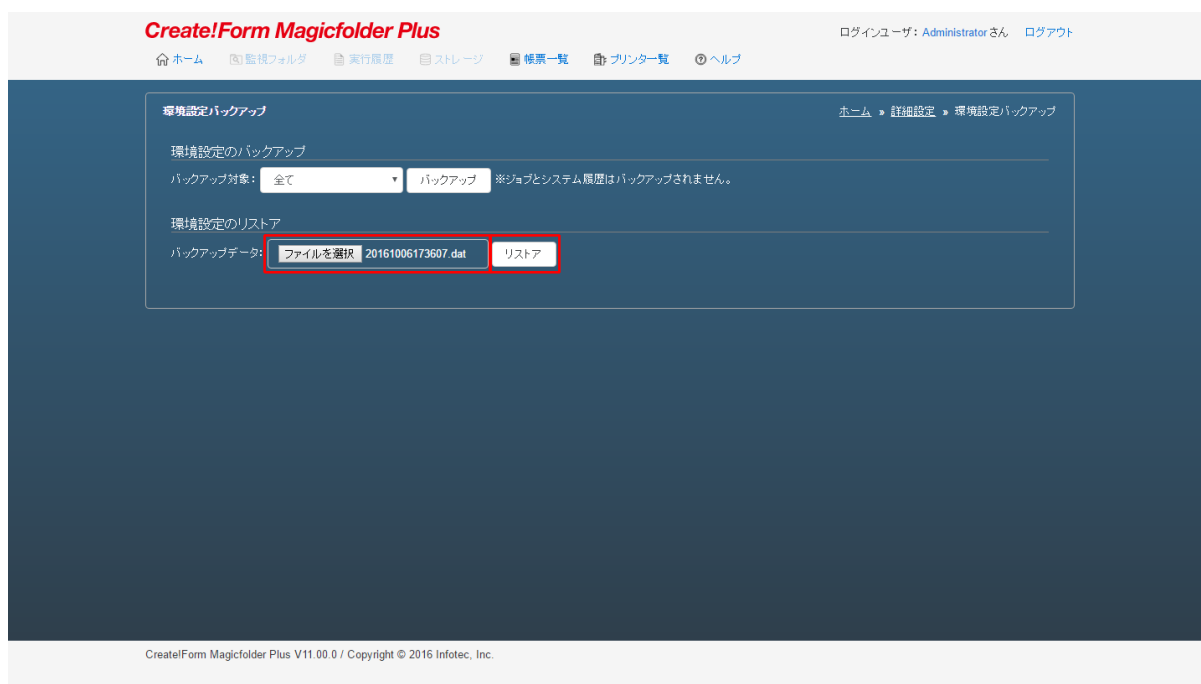 Create!Form Magicfolder Plus
ログインユーザ: Administratorさん ログアウト
ホーム 監視フォルダ 実行履歴 ストレージ 帳票一覧 プリンター覧 ヘルプ
環境設定バックアップ
ホーム » 詳細設定 » 環境設定バックアップ
環境設定のバックアップ
バックアップ対象: 全て バックアップ ※ジョブとシステム履歴はバックアップされません。
環境設定のリストア
バックアップデータ: ファイルを選択 20161006173607.dat リストア
Create!Form Magicfolder Plus V11.00.0 / Copyright © 2016 Infotec, Inc.